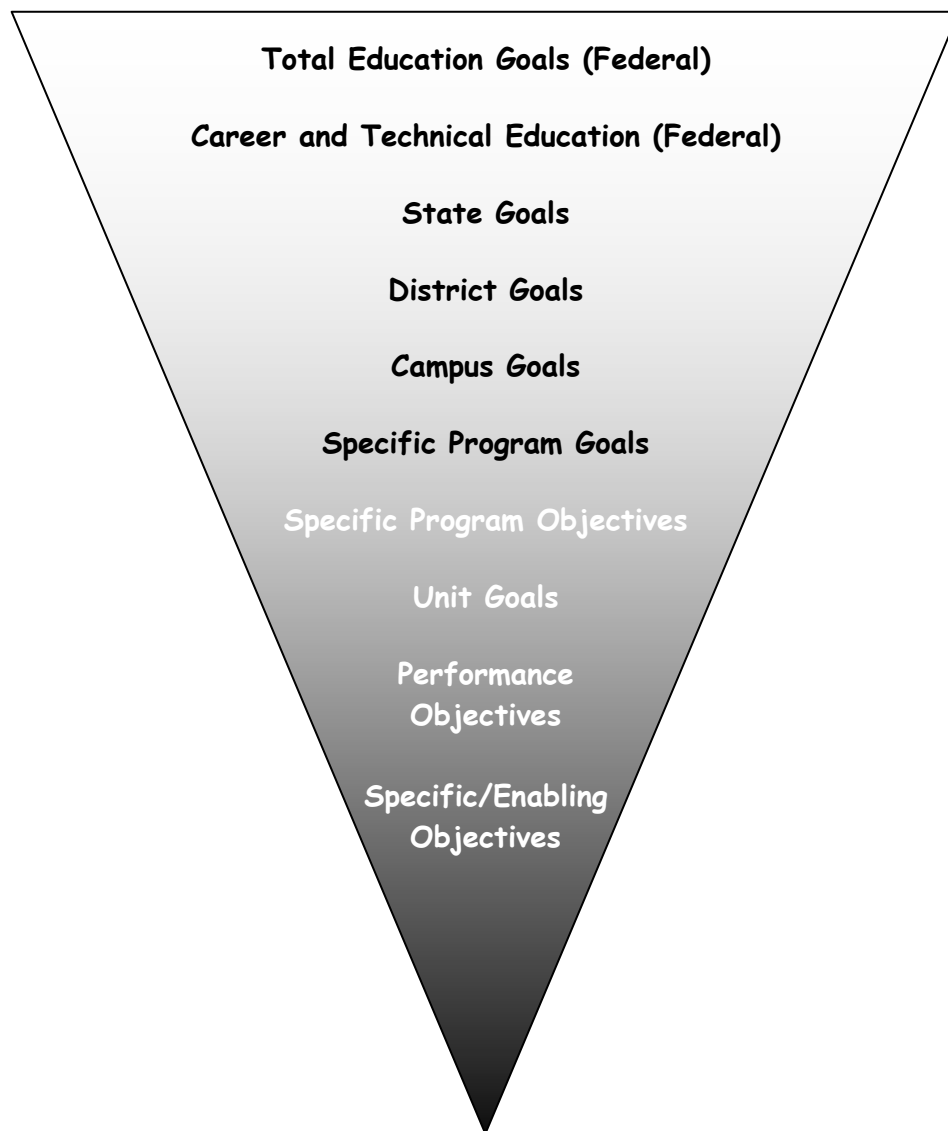 Total Education Goals (Federal)
Career and Technical Education (Federal)
State Goals
District Goals
Campus Goals
Specific Program Goals
Specific Program Objectives
Unit Goals
Performance
Objectives
Specific/Enabling
Objectives